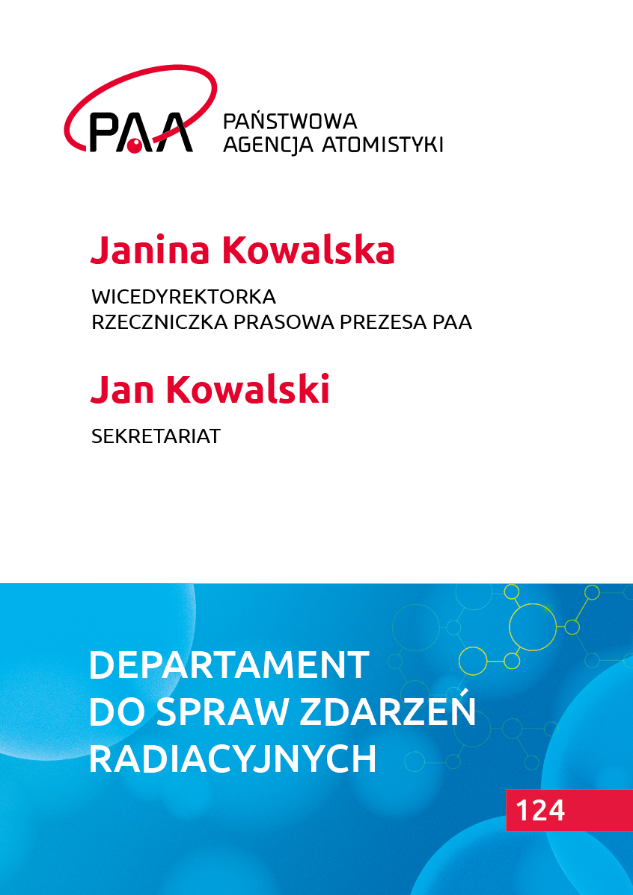 PAA
PAŃSTWOWA
AGENCJA ATOMISTYKI
Janina Kowalska
WICEDYREKTORKA
RZECZNICZKA PRASOWA PREZESA PAA
Jan Kowalski
SEKRETARIAT
DEPARTAMENT
DO SPRAW ZDARZEŃ
RADIACYJNYCH
124